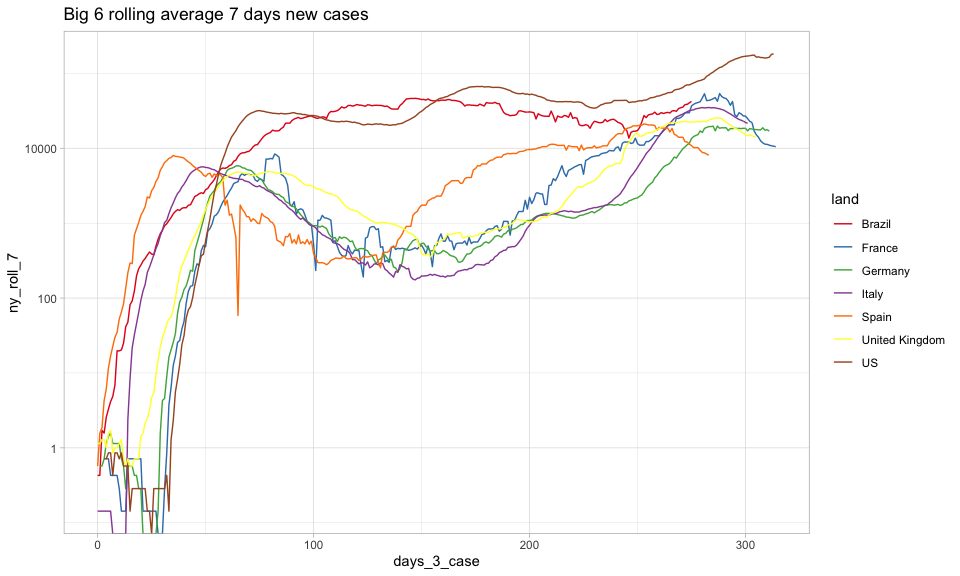 Big 6 rolling average 7 days new cases
10000
100
1
ny_roll_7
0
100
200
300
days_3_case
land
Brazil
France
Germany
Italy
Spain
United Kingdom
US